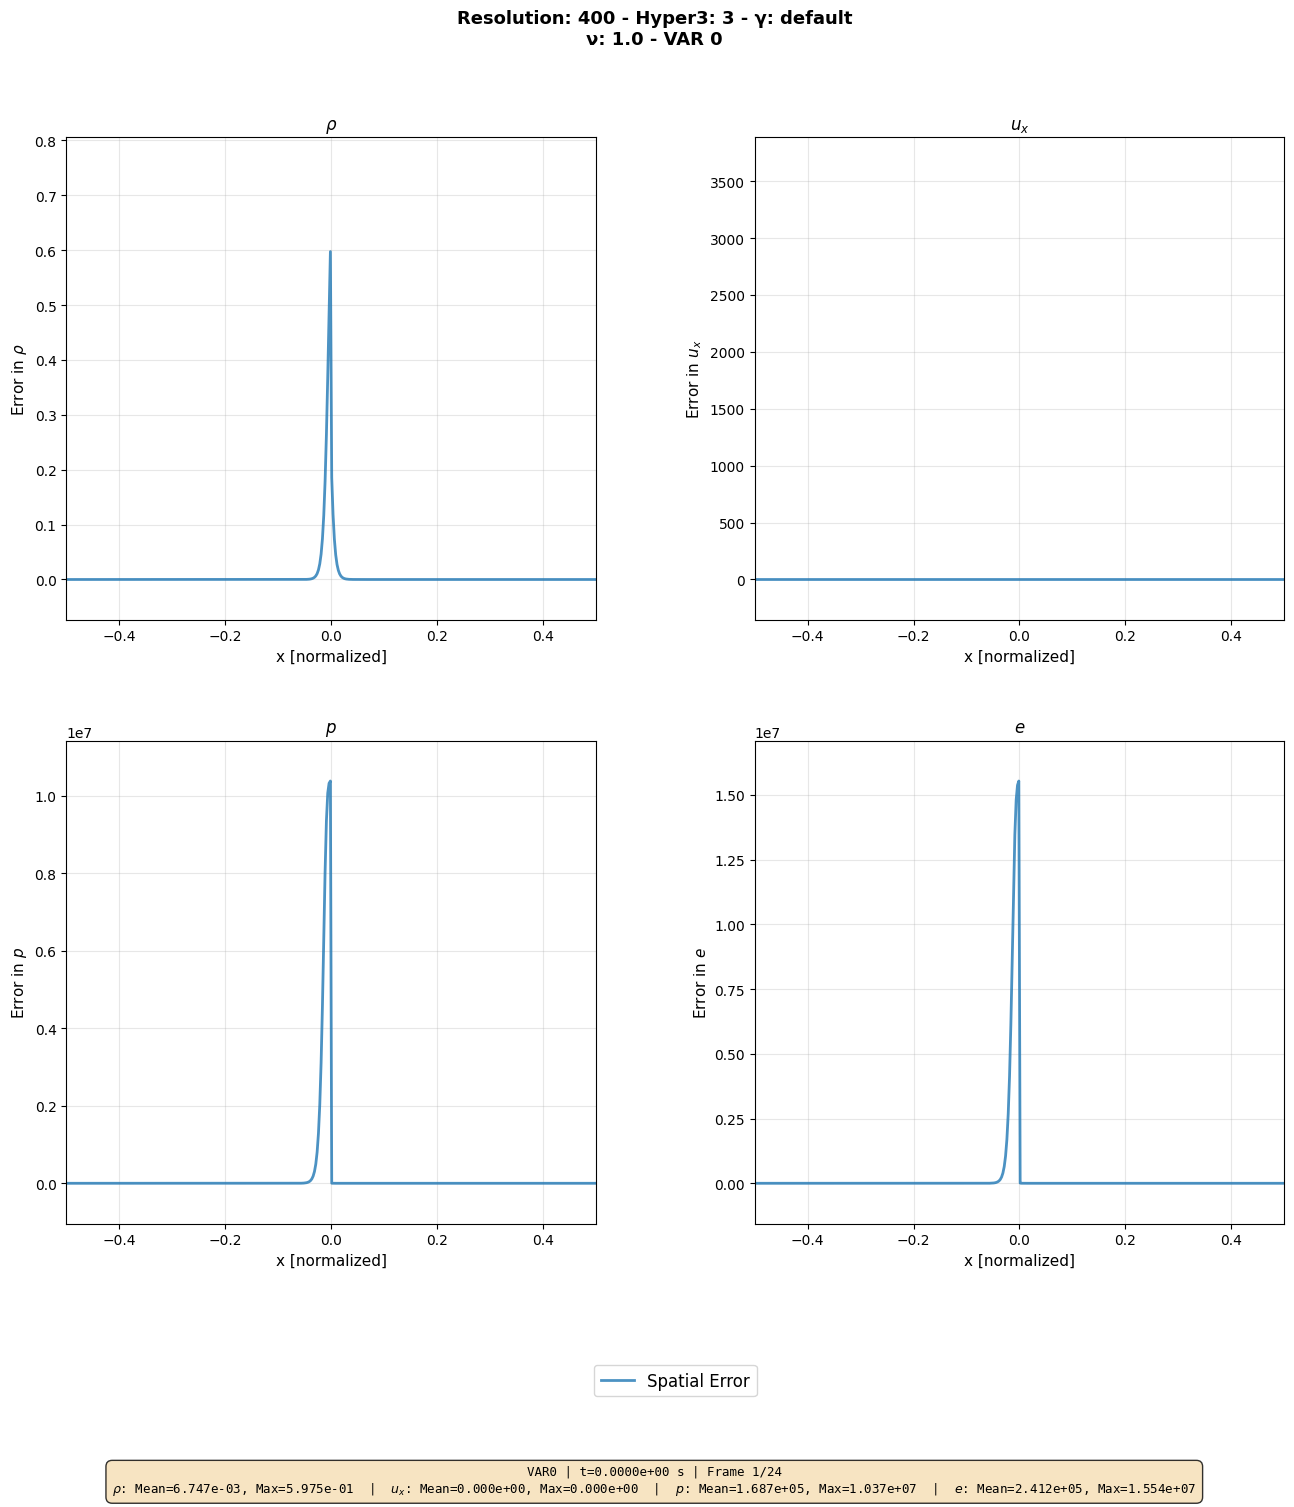 Resolution: 400 - Hyper3: 3 - γ: default
ν: 1.0 - VAR 0
ρ
0.8
0.7
0.6
0.5
0.4
0.3
0.2
0.1
0.0
Error in ρ
−0.4 −0.2 0.0 0.2 0.4
x [normalized]
u_x
3500
3000
2500
2000
1500
1000
500
0
Error in u_x
−0.4 −0.2 0.0 0.2 0.4
x [normalized]
p
1e7
1.0
0.8
0.6
0.4
0.2
0.0
Error in p
−0.4 −0.2 0.0 0.2 0.4
x [normalized]
e
1e7
1.50
1.25
1.00
0.75
0.50
0.25
0.00
Error in e
−0.4 −0.2 0.0 0.2 0.4
x [normalized]
Spatial Error
VAR0 | t=0.0000e+00 s | Frame 1/24
ρ: Mean=6.747e-03, Max=5.975e-01 | u_x: Mean=0.000e+00, Max=0.000e+00 | p: Mean=1.687e+05, Max=1.037e+07 | e: Mean=2.412e+05, Max=1.554e+07